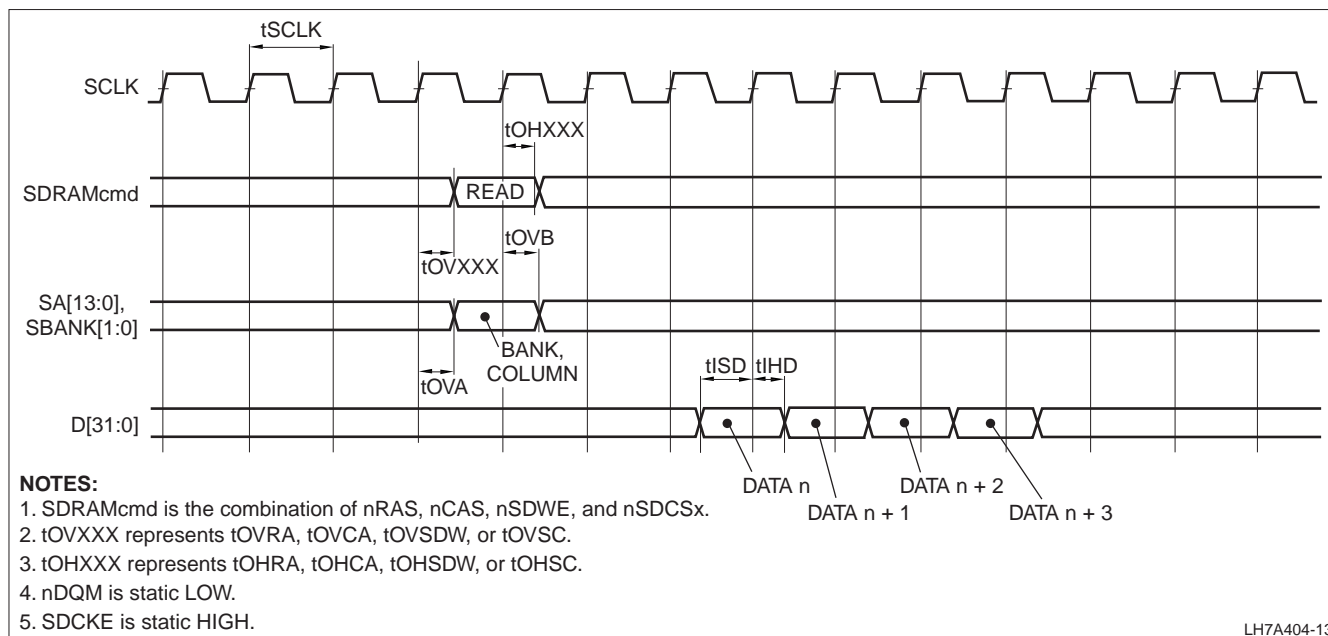 tSCLK
SCLK
tOHXXX
SDRAMcmd
READ
tOVB
tOVXXX
SA[13:0],
SBANK[1:0]
BANK,
COLUMN
tOVA
tISD
tIHD
D[31:0]
DATA n
DATA n + 2
DATA n + 1
DATA n + 3
NOTES:
1. SDRAMcmd is the combination of nRAS, nCAS, nSDWE, and nSDCSx.
2. tOVXXX represents tOVRA, tOVCA, tOVSDW, or tOVSC.
3. tOHXXX represents tOHRA, tOHCA, tOHSDW, or tOHSC.
4. nDQM is static LOW.
5. SDCKE is static HIGH.
LH7A404-13